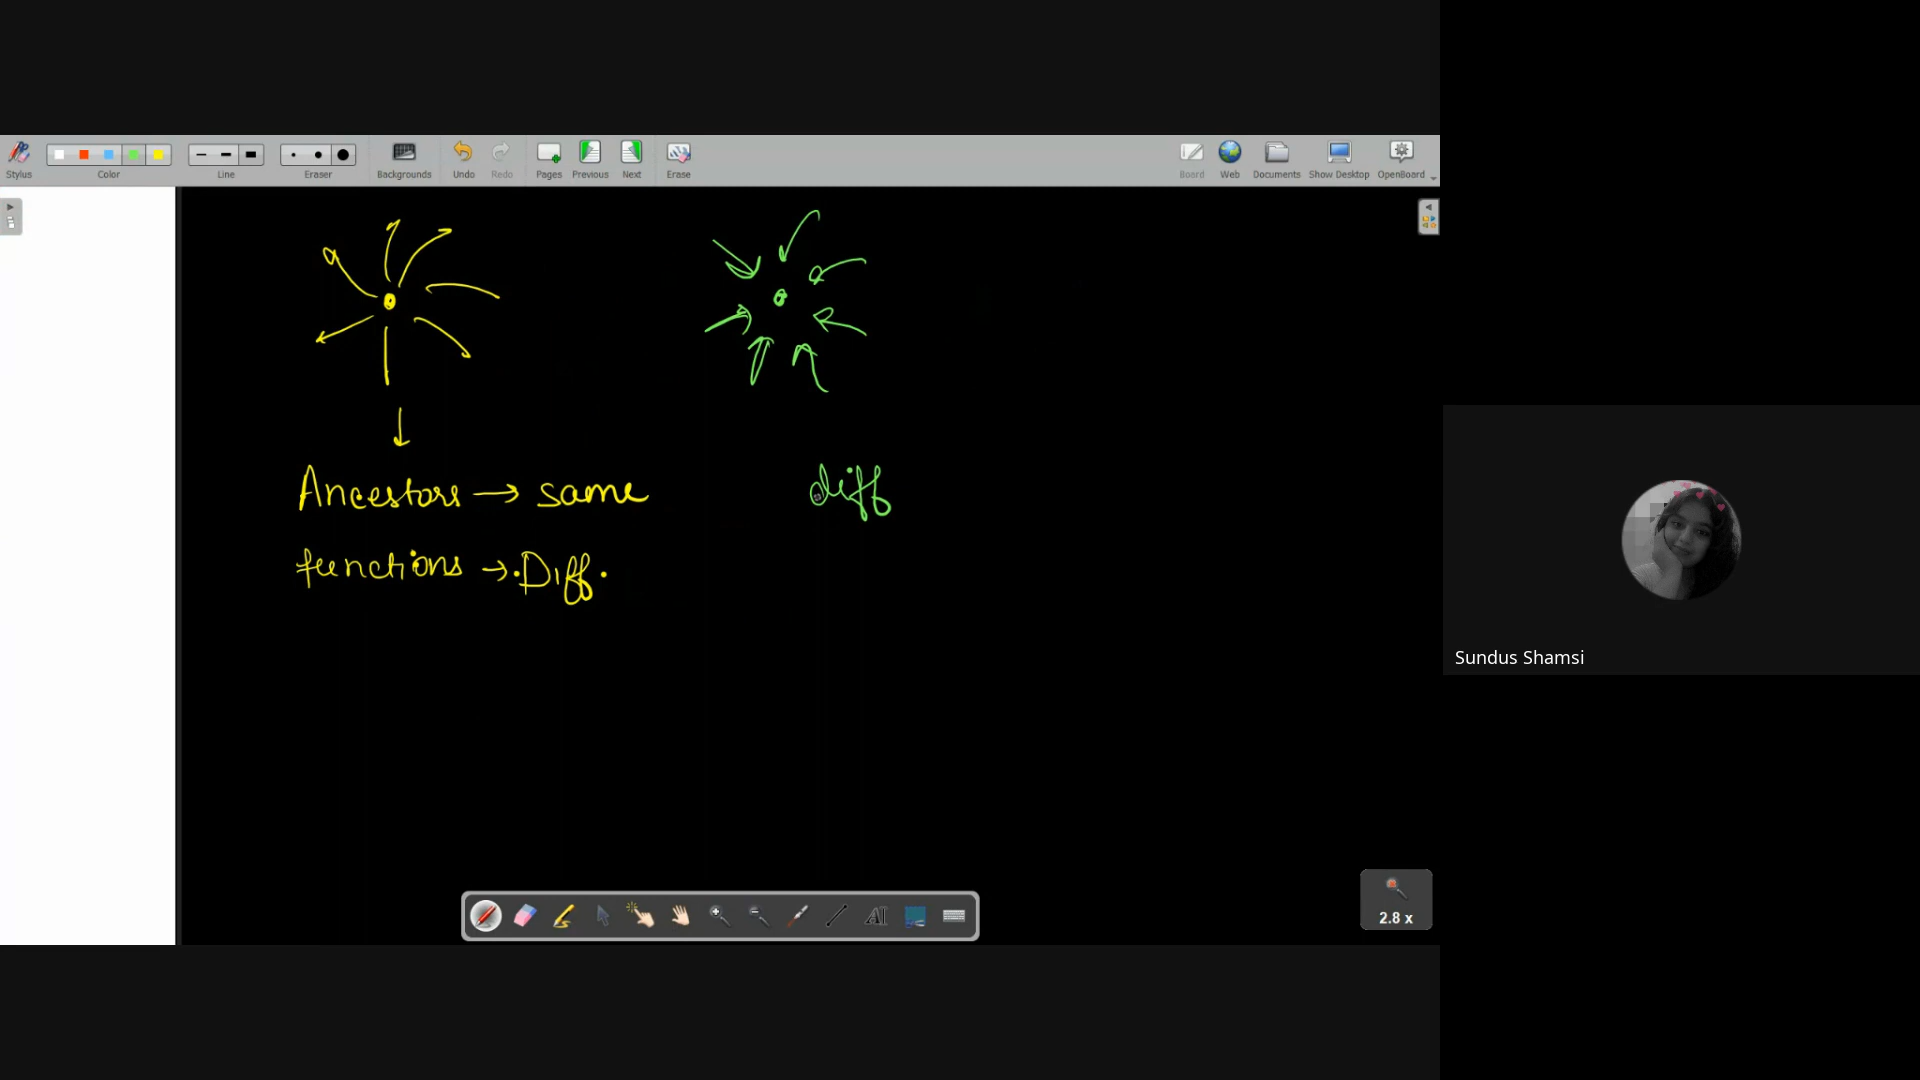 Stylus
Color
Line
Eraser
Backgrounds
Undo
Redo
Pages
Previous
Next
Erase
Board
Web
Documents
Show Desktop
OpenBoard
Ancestors → same
diff
functions → .Diff.
Sundus Shamsi
2.8 x